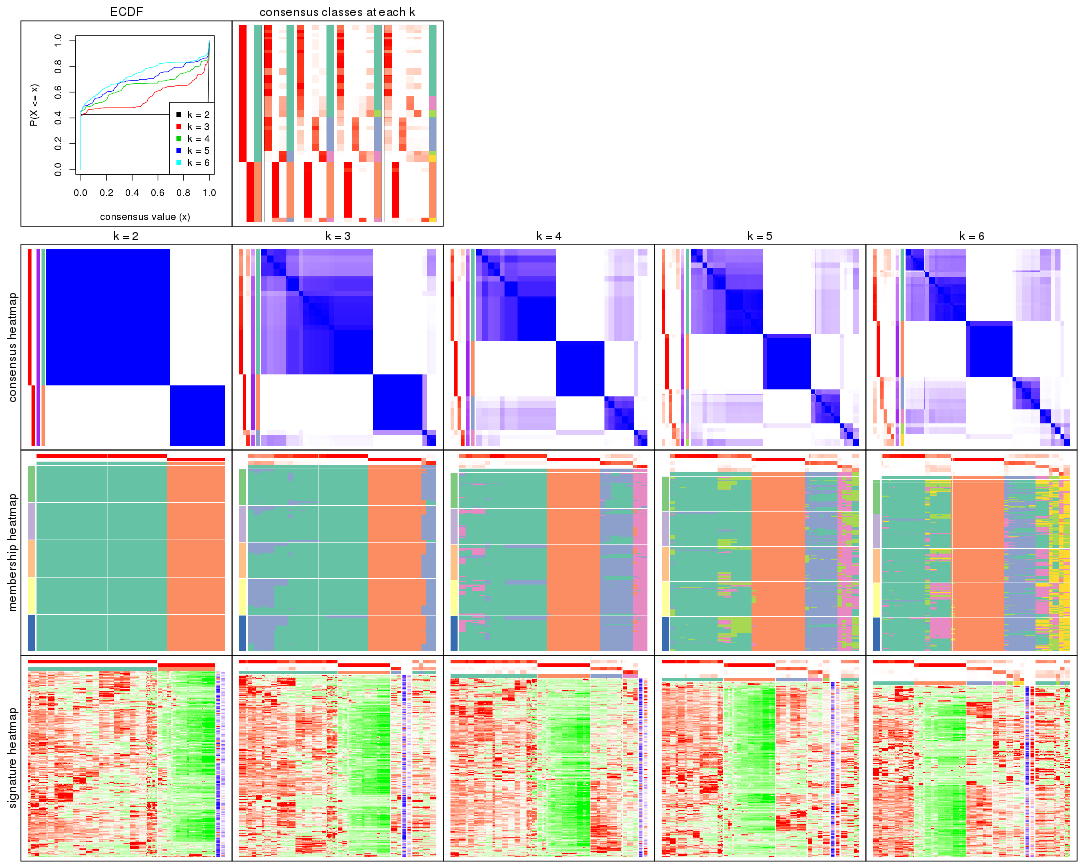 ECDF
consensus classes at each k
P(X <= x)
1.0
0.8
0.6
0.4
0.2
0.0
k = 2
k = 3
k = 4
k = 5
k = 6
0.0 0.2 0.4 0.6 0.8 1.0
consensus value (x)
k = 2
k = 3
k = 4
k = 5
k = 6
consensus heatmap
membership heatmap
signature heatmap